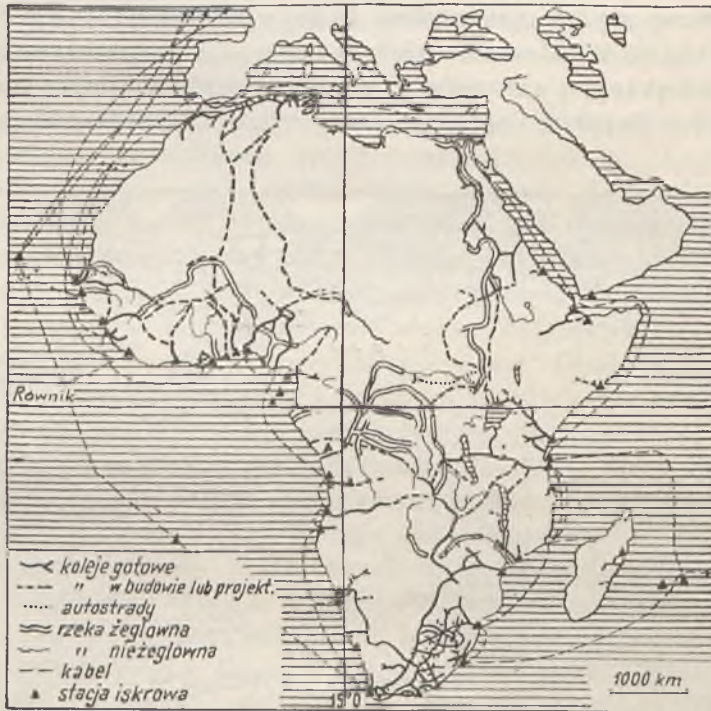 Równik
koleje gotowe
" w budowie lub projekt.
autostrady
rzeka żeglowna
" nieżeglowna
kabel
stacja iskrowa
15°0
1000 km